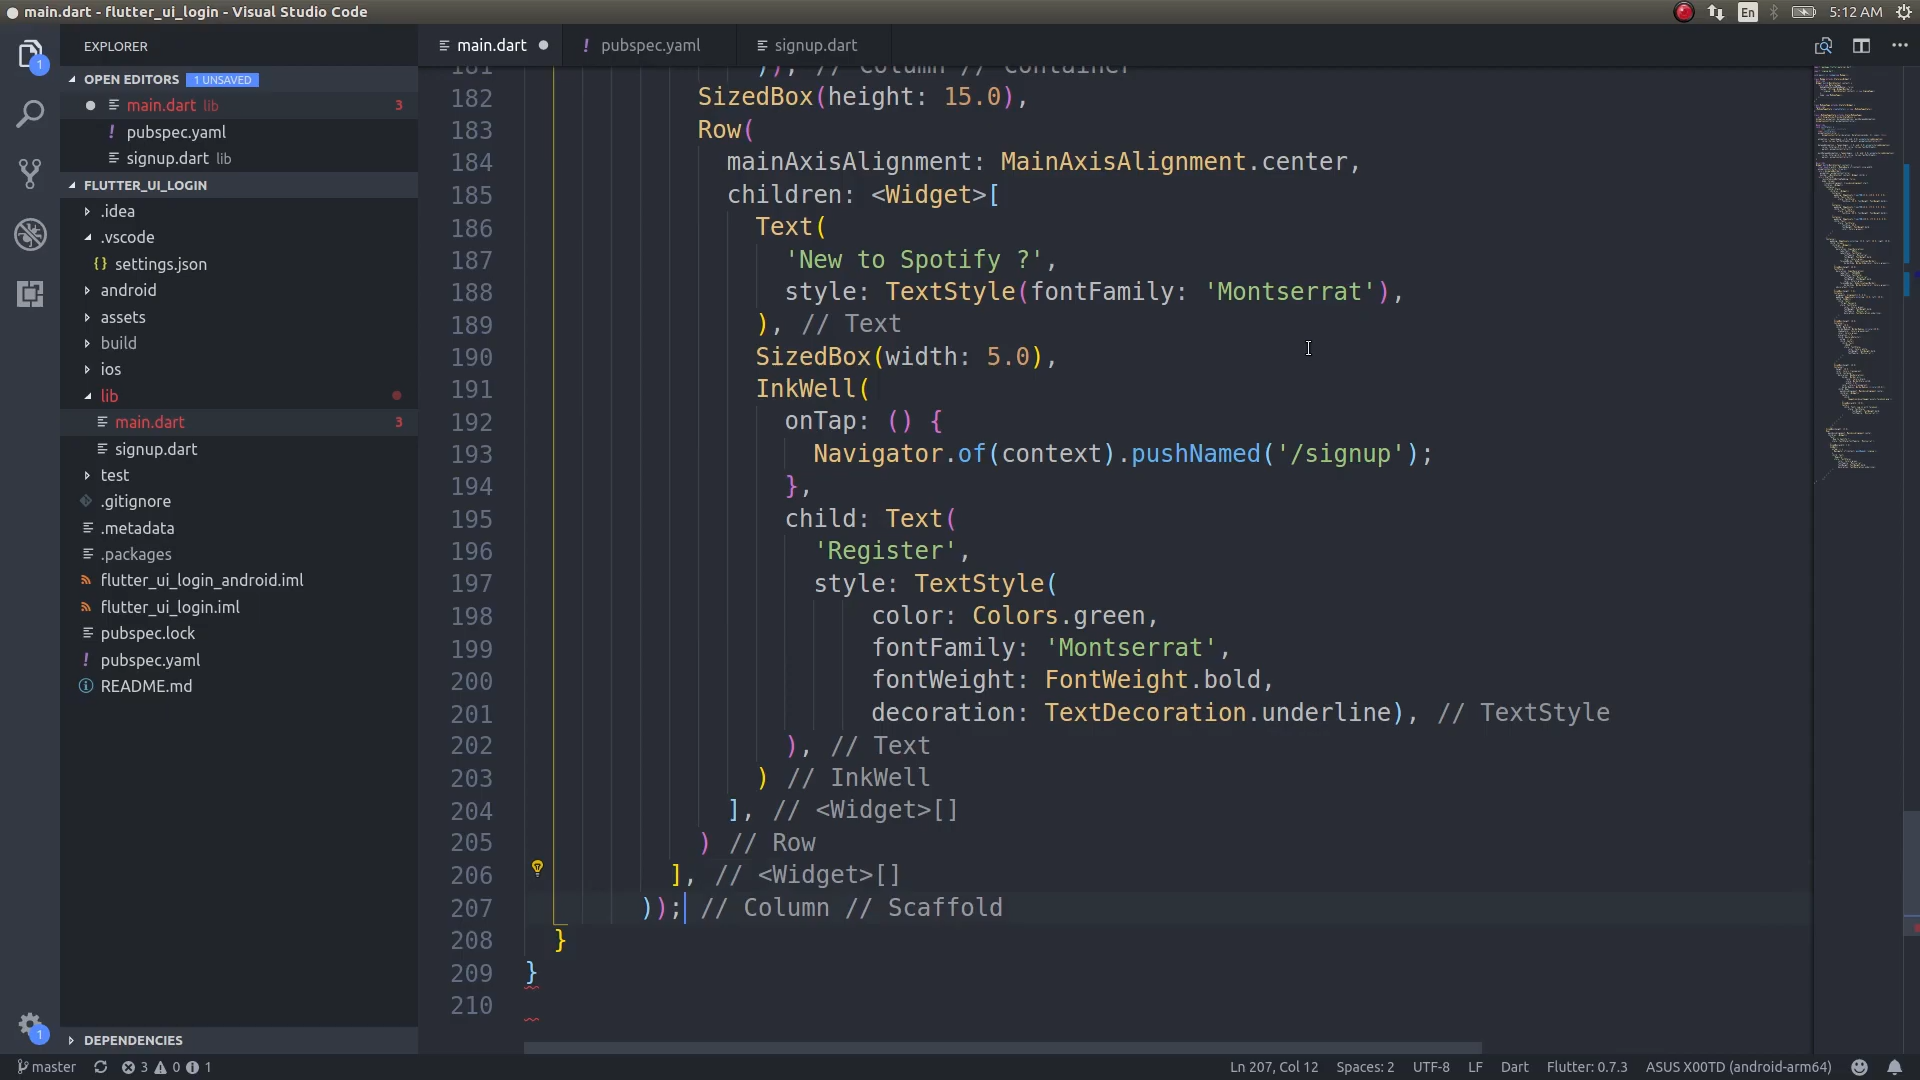 main.dart - flutter_ui_login - Visual Studio Code
En
5:12 AM
EXPLORER
main.dart
pubspec.yaml
signup.dart
OPEN EDITORS 1 UNSAVED
main.dart lib 3
pubspec.yaml
signup.dart lib
FLUTTER_UI_LOGIN
.idea
.vscode
settings.json
android
assets
build
ios
lib
main.dart 3
signup.dart
test
.gitignore
.metadata
.packages
flutter_ui_login_android.iml
flutter_ui_login.iml
pubspec.lock
pubspec.yaml
README.md
DEPENDENCIES
1
1
181 )), // Column // Container
182 SizedBox(height: 15.0),
183 Row(
184 mainAxisAlignment: MainAxisAlignment.center,
185 children: <Widget>[
186 Text(
187 'New to Spotify ?',
188 style: TextStyle(fontFamily: 'Montserrat'),
189 ), // Text
190 SizedBox(width: 5.0),
191 InkWell(
192 onTap: () {
193 Navigator.of(context).pushNamed('/signup');
194 },
195 child: Text(
196 'Register',
197 style: TextStyle(
198 color: Colors.green,
199 fontFamily: 'Montserrat',
200 fontWeight: FontWeight.bold,
201 decoration: TextDecoration.underline), // TextStyle
202 ), // Text
203 ) // InkWell
204 ], // <Widget>[]
205 ) // Row
206 ], // <Widget>[]
207 )); // Column // Scaffold
208 }
209 }
210
master 3 0 1
Ln 207, Col 12 Spaces: 2 UTF-8 LF Dart Flutter: 0.7.3 ASUS X00TD (android-arm64)